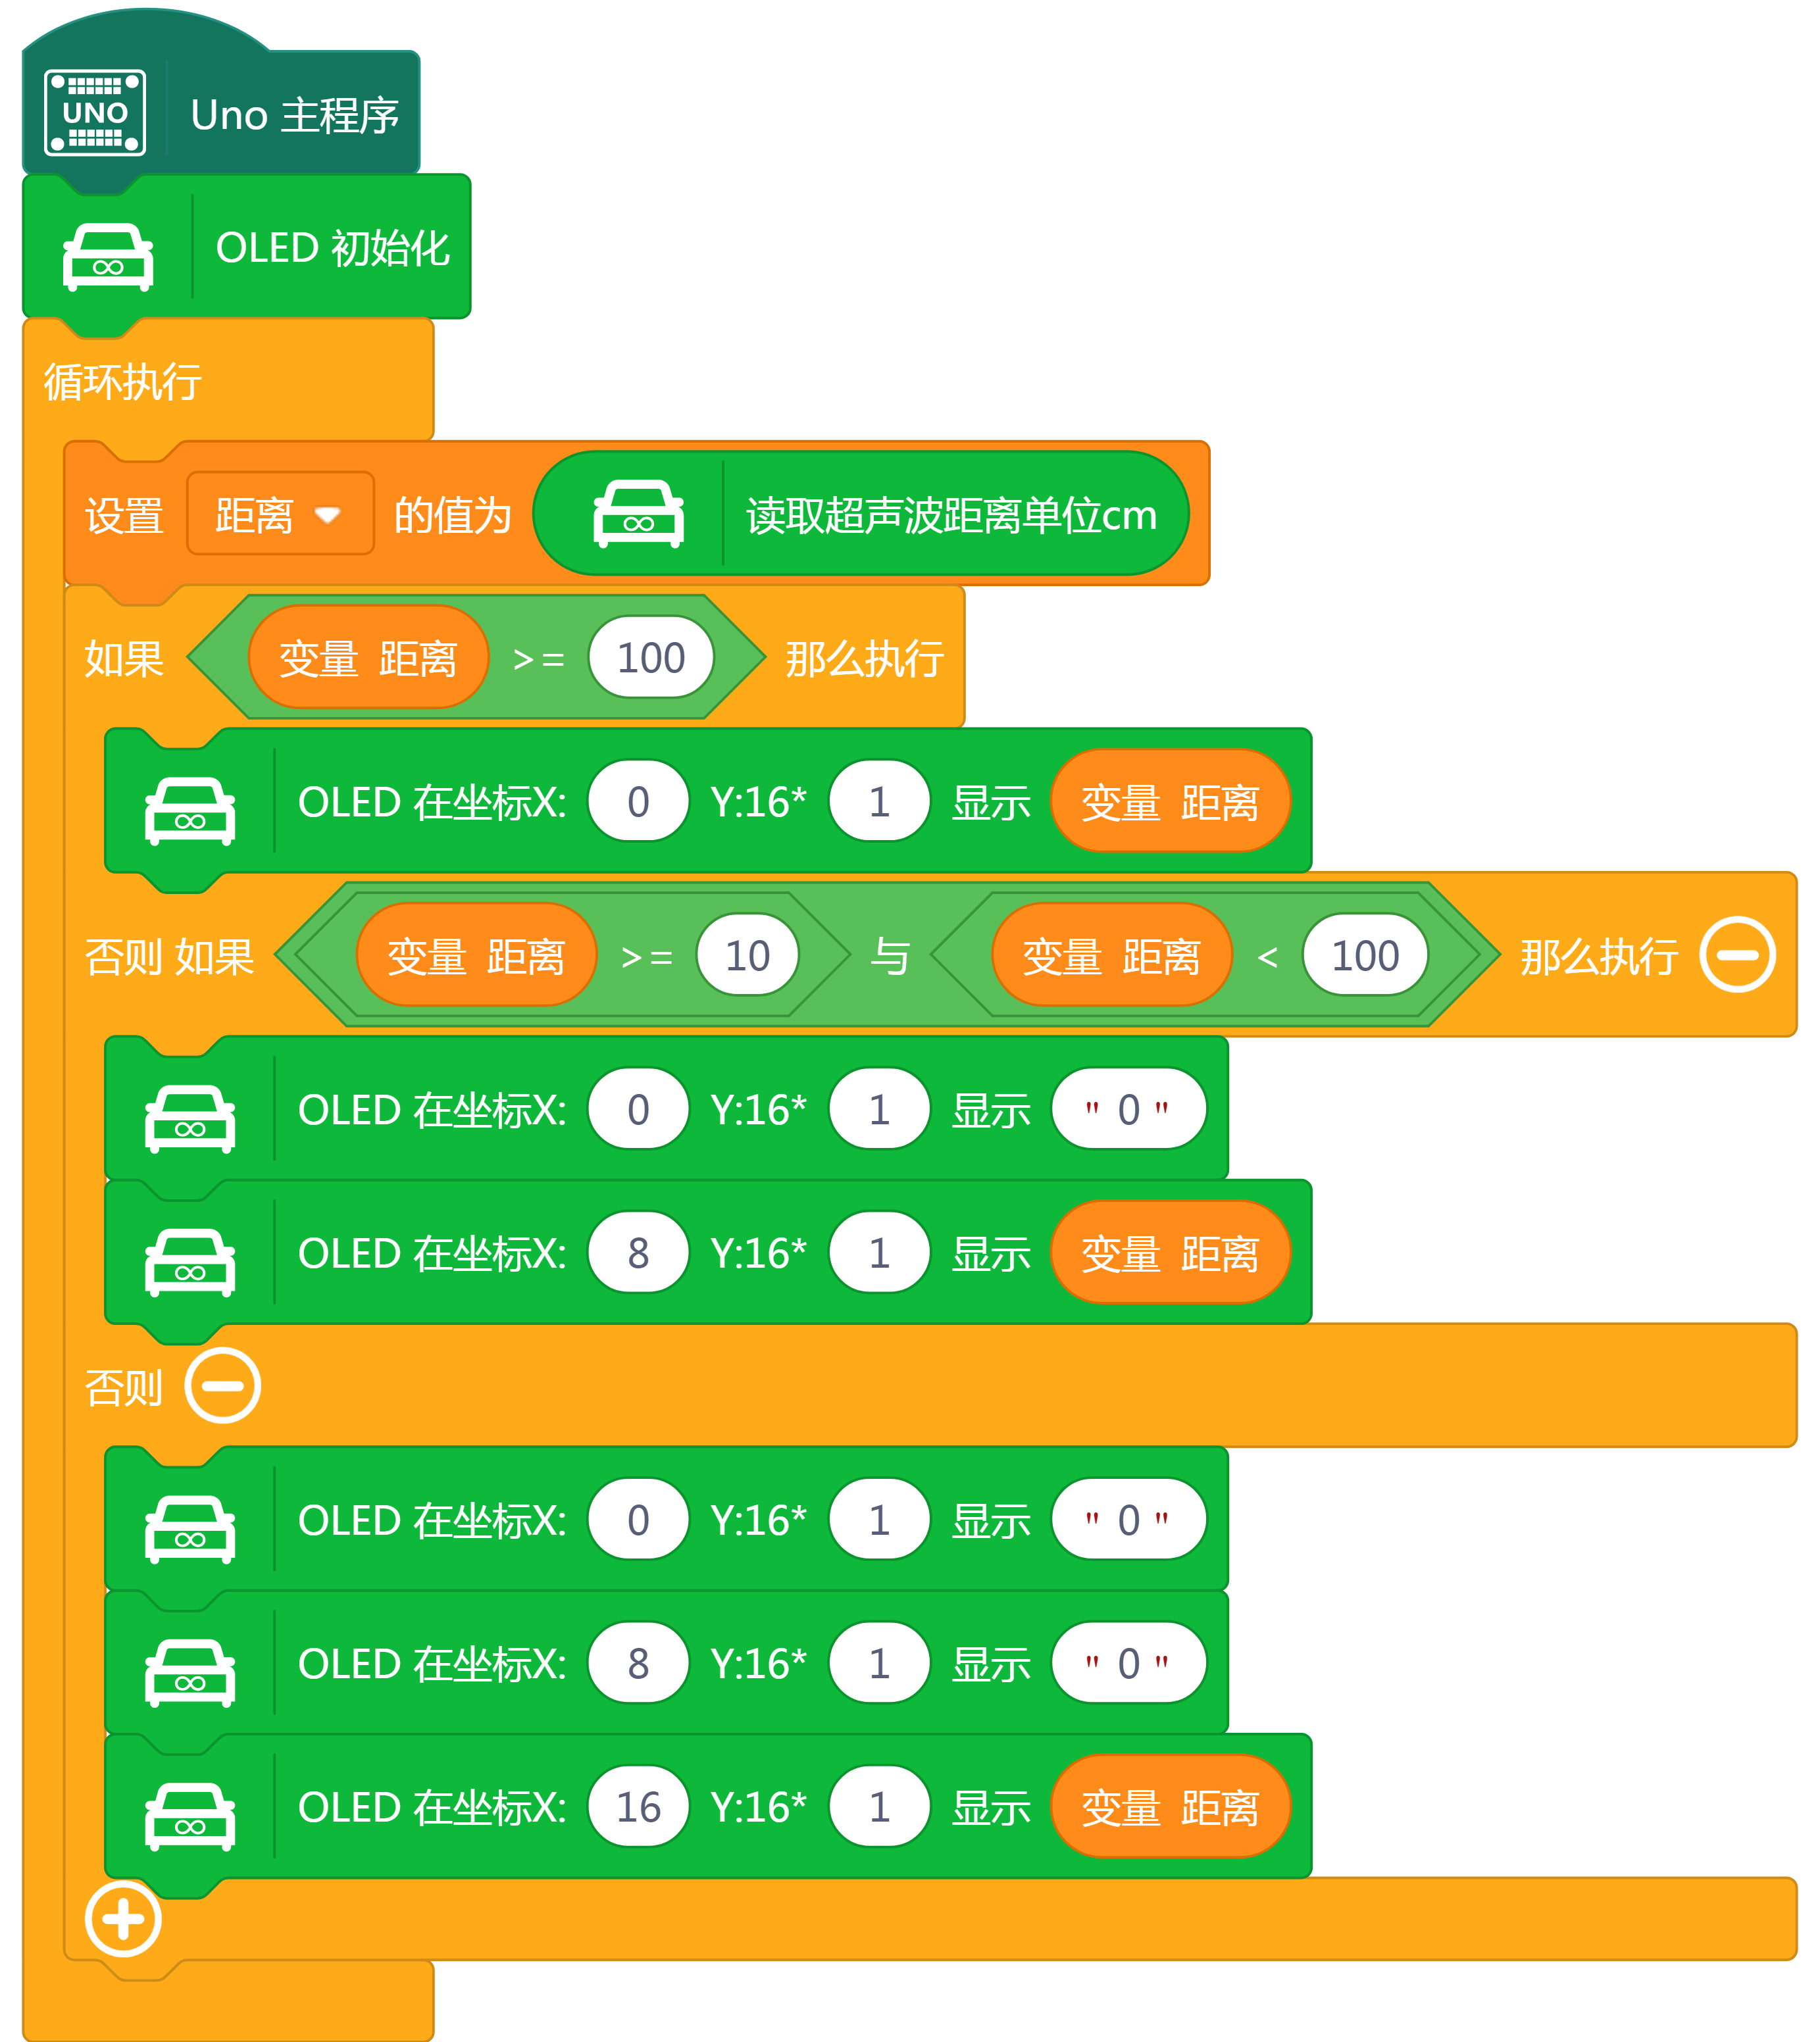 UNO Uno 主程序
OLED 初始化
循环执行
设置 距离 的值为 读取超声波距离单位cm
如果 变量 距离 >= 100 那么执行
OLED 在坐标X: 0 Y:16* 1 显示 变量 距离
否则 如果 变量 距离 >= 10 与 变量 距离 < 100 那么执行
OLED 在坐标X: 0 Y:16* 1 显示 " 0 "
OLED 在坐标X: 8 Y:16* 1 显示 变量 距离
否则
OLED 在坐标X: 0 Y:16* 1 显示 " 0 "
OLED 在坐标X: 8 Y:16* 1 显示 " 0 "
OLED 在坐标X: 16 Y:16* 1 显示 变量 距离